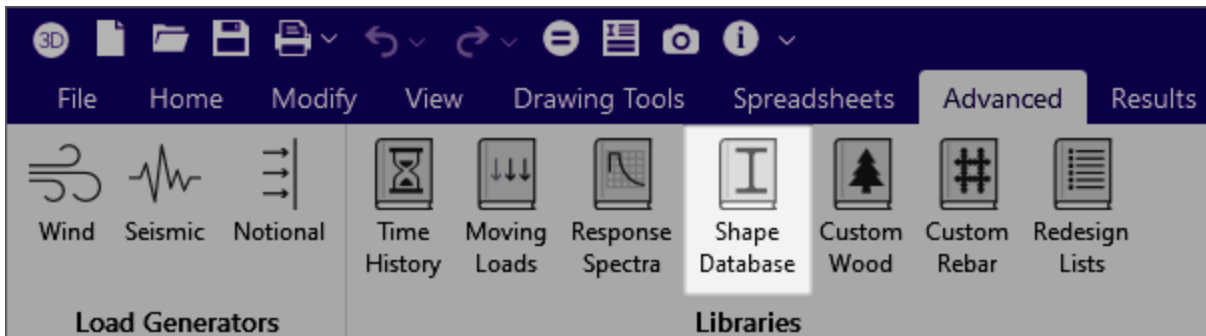 3D
File Home Modify View Drawing Tools Spreadsheets Advanced Results
Wind Seismic Notional Time History Moving Loads Response Spectra Shape Database Custom Wood Custom Rebar Redesign Lists
Load Generators Libraries